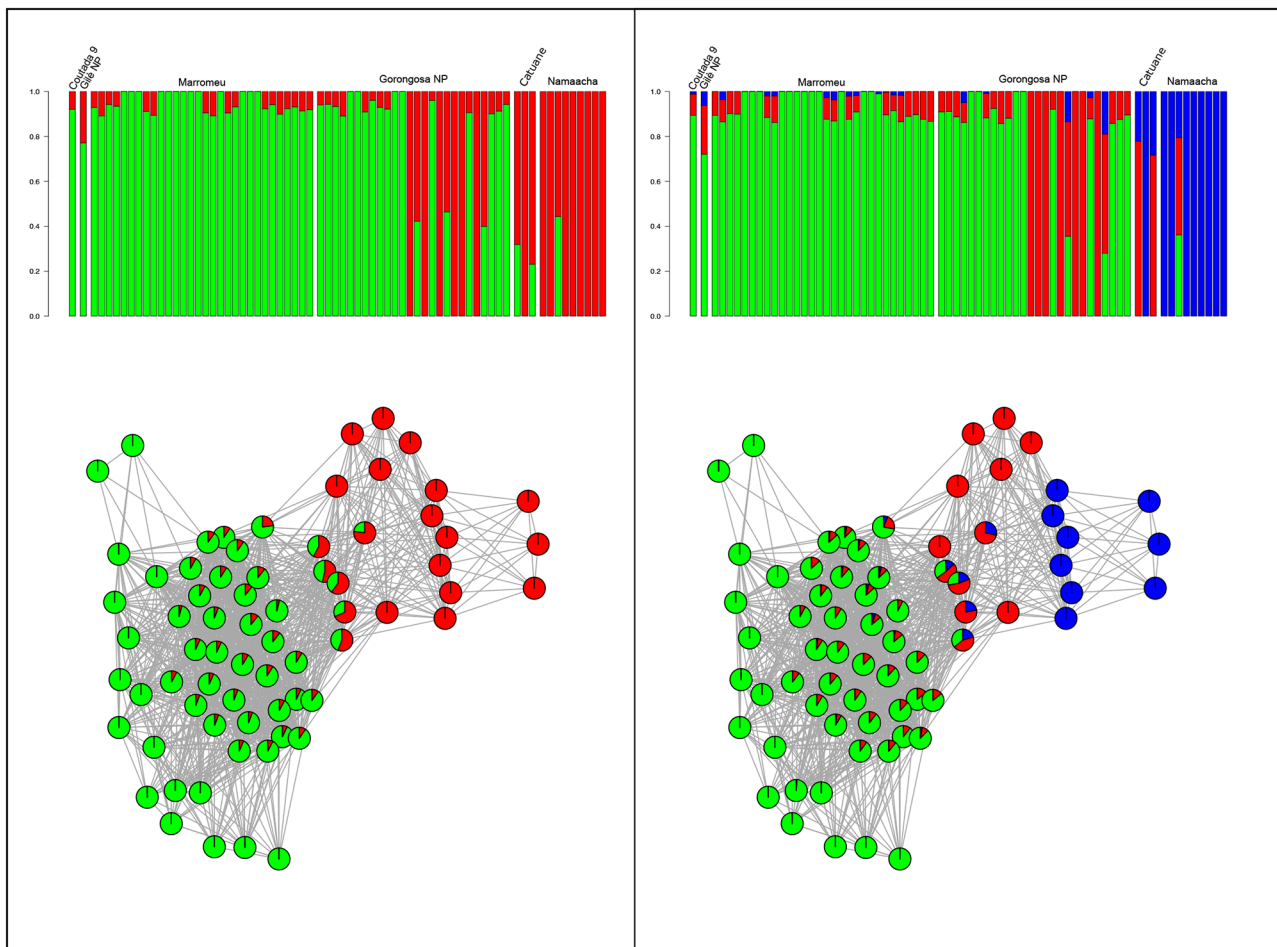 Coutada 9
Gilé NP
Marromeu
Gorongosa NP
Catuane
Namaacha
1.0
0.8
0.6
0.4
0.2
0.0
Coutada 9
Gilé NP
Marromeu
Gorongosa NP
Catuane
Namaacha
1.0
0.8
0.6
0.4
0.2
0.0